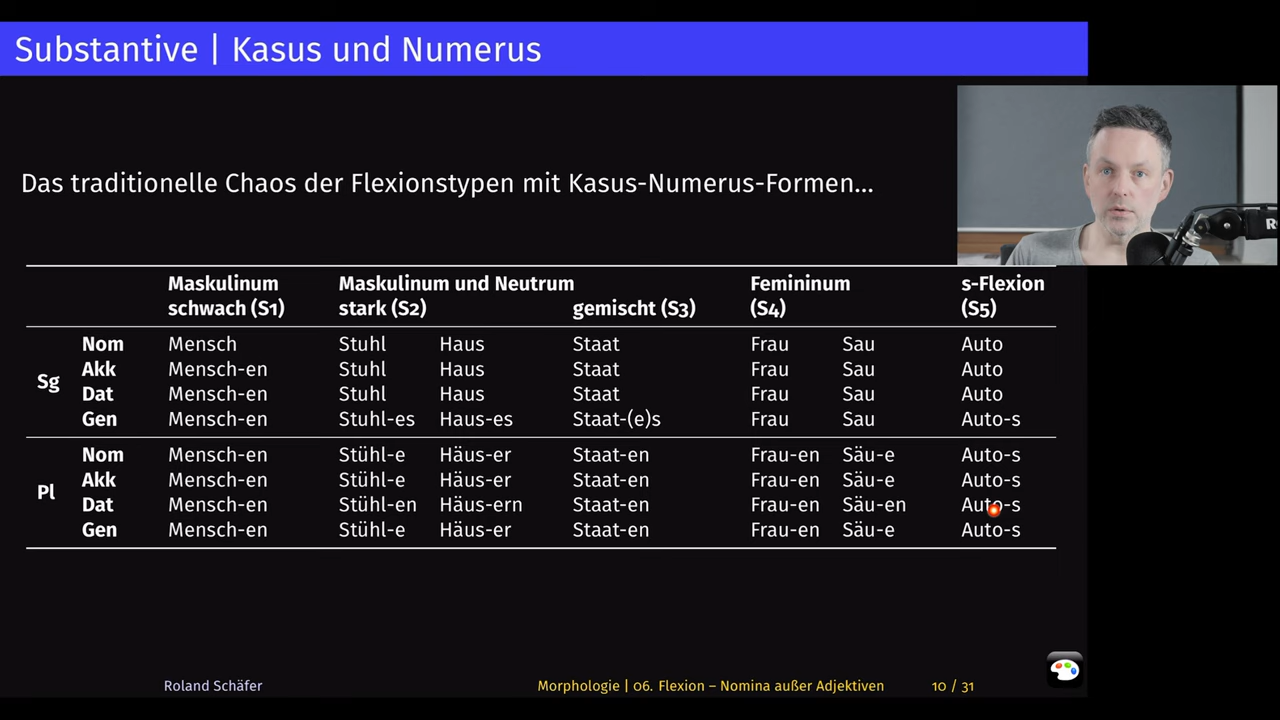 Substantive | Kasus und Numerus
Das traditionelle Chaos der Flexionstypen mit Kasus-Numerus-Formen...
Maskulinum Maskulinum und Neutrum Femininum s-Flexion
schwach (S1) stark (S2) gemischt (S3) (S4) (S5)
Nom Mensch Stuhl Haus Staat Frau Sau Auto
Sg Akk Mensch-en Stuhl Haus Staat Frau Sau Auto
Dat Mensch-en Stuhl Haus Staat Frau Sau Auto
Gen Mensch-en Stuhl-es Haus-es Staat-(e)s Frau Sau Auto-s
Nom Mensch-en Stühl-e Häus-er Staat-en Frau-en Säu-e Auto-s
Pl Akk Mensch-en Stühl-e Häus-er Staat-en Frau-en Säu-e Auto-s
Dat Mensch-en Stühl-en Häus-ern Staat-en Frau-en Säu-en Auto-s
Gen Mensch-en Stühl-e Häus-er Staat-en Frau-en Säu-e Auto-s
Roland Schäfer Morphologie | 06. Flexion – Nomina außer Adjektiven 10 / 31